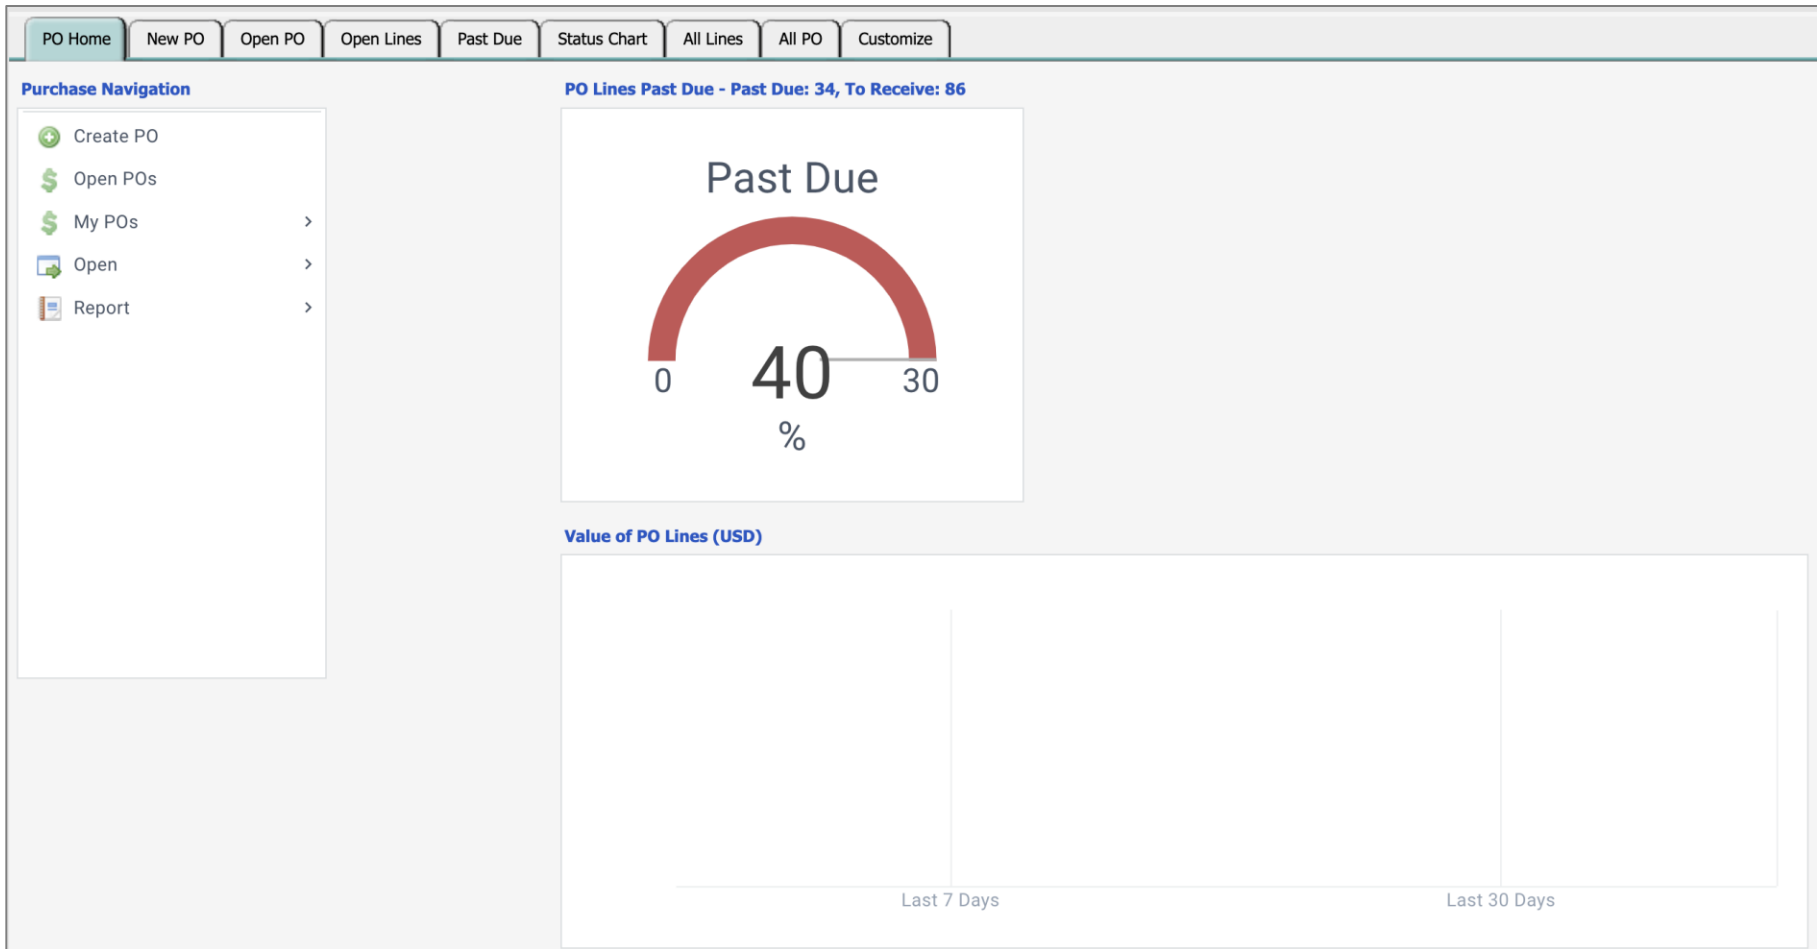 PO Home New PO Open PO Open Lines Past Due Status Chart All Lines All PO Customize
Purchase Navigation
Create PO
Open POs
My POs
Open
Report
PO Lines Past Due - Past Due: 34, To Receive: 86
Past Due
0 40 30
%
Value of PO Lines (USD)
Last 7 Days Last 30 Days